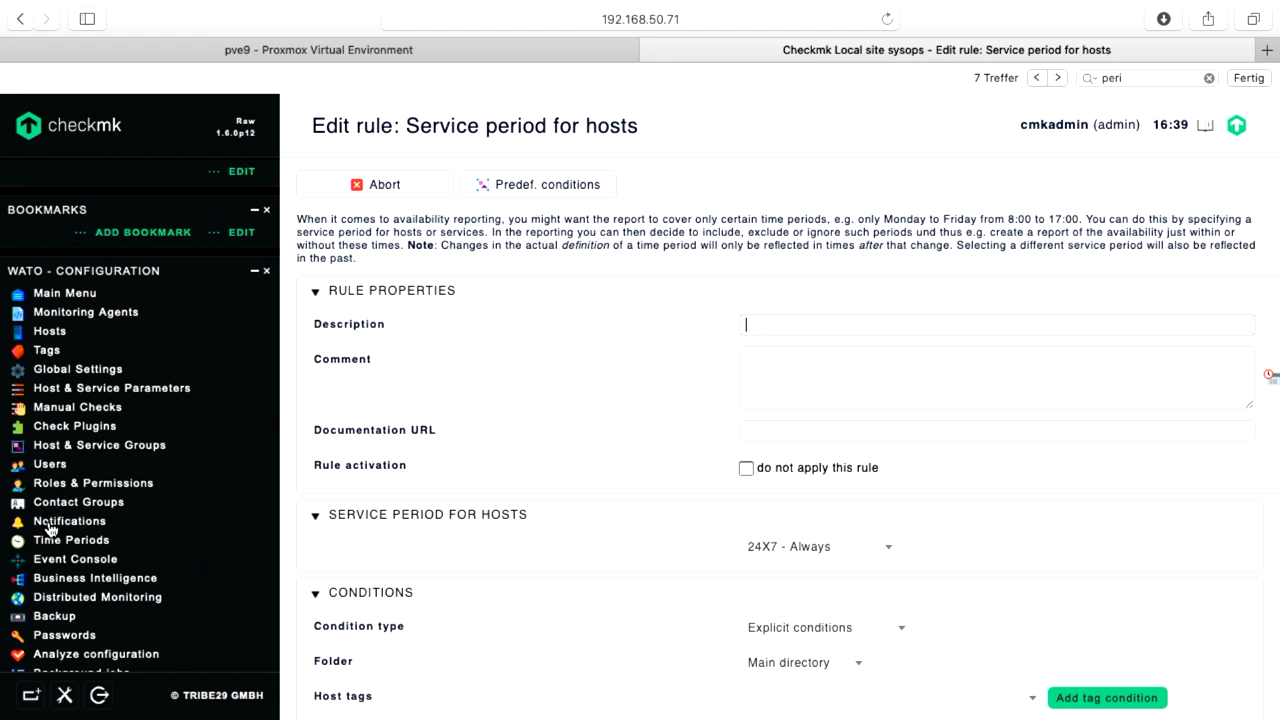 192.168.50.71
pve9 - Proxmox Virtual Environment
Checkmk Local site sysops - Edit rule: Service period for hosts
7 Treffer
peri
Fertig
checkmk
Raw
1.6.0p12
··· EDIT
BOOKMARKS
··· ADD BOOKMARK ··· EDIT
WATO - CONFIGURATION
Main Menu
Monitoring Agents
Hosts
Tags
Global Settings
Host & Service Parameters
Manual Checks
Check Plugins
Host & Service Groups
Users
Roles & Permissions
Contact Groups
Notifications
Time Periods
Event Console
Business Intelligence
Distributed Monitoring
Backup
Passwords
Analyze configuration
Background jobs
© TRIBE29 GMBH
Edit rule: Service period for hosts
cmkadmin (admin) 16:39
Abort
Predef. conditions
When it comes to availability reporting, you might want the report to cover only certain time periods, e.g. only Monday to Friday from 8:00 to 17:00. You can do this by specifying a
service period for hosts or services. In the reporting you can then decide to include, exclude or ignore such periods und thus e.g. create a report of the availability just within or
without these times. Note: Changes in the actual definition of a time period will only be reflected in times after that change. Selecting a different service period will also be reflected
in the past.
RULE PROPERTIES
Description
Comment
Documentation URL
Rule activation
do not apply this rule
SERVICE PERIOD FOR HOSTS
24X7 - Always
CONDITIONS
Condition type
Explicit conditions
Folder
Main directory
Host tags
Add tag condition